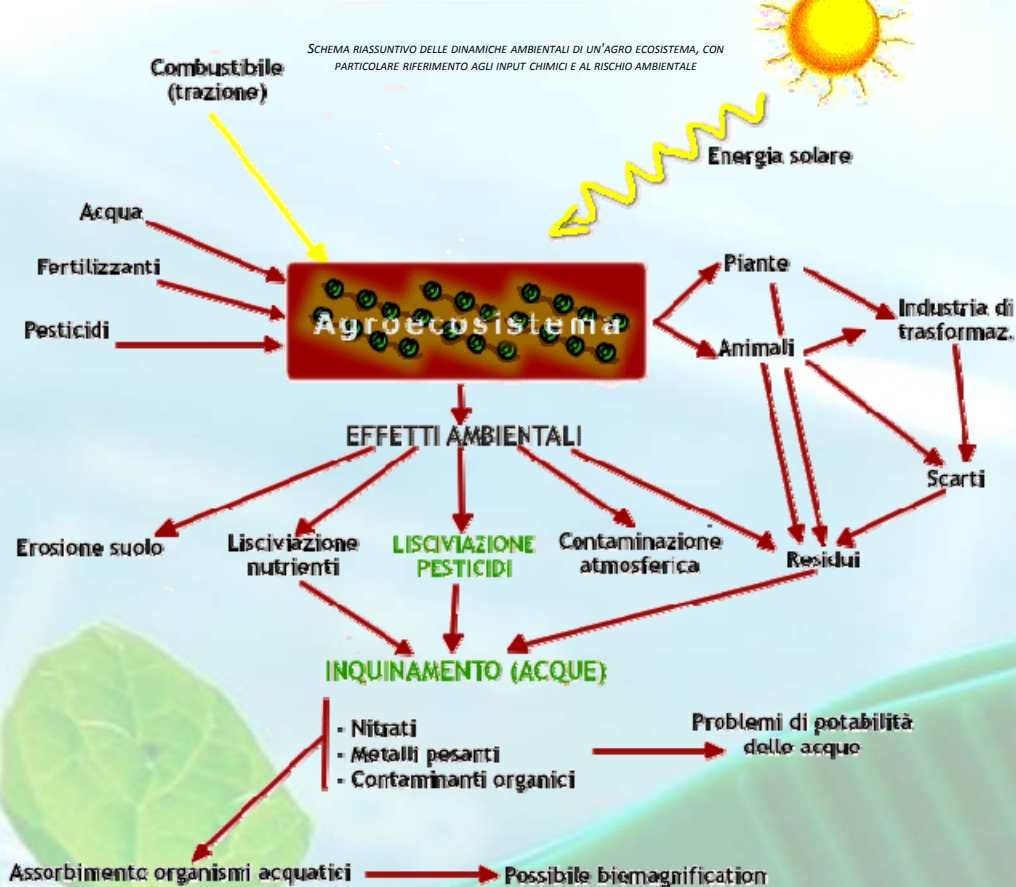 SCHEMA RIASSUNTIVO DELLE DINAMICHE AMBIENTALI DI UN'AGRO ECOSISTEMA, CON
PARTICOLARE RIFERIMENTO AGLI INPUT CHIMICI E AL RISCHIO AMBIENTALE
Combustibile
(trazione)
Energia solare
Acqua
Fertilizzanti
Pesticidi
Agroecosistema
Piante
Animali
Industria di
trasformaz.
Scarti
EFFETTI AMBIENTALI
Erosione suolo
Lisciviazione
nutrienti
LISCIVIAZIONE
PESTICIDI
Contaminazione
atmosferica
Residui
INQUINAMENTO (ACQUE)
- Nitrati
- Metalli pesanti
- Contaminanti organici
Problemi di potabilità
delle acque
Assorbimento organismi acquatici
Possibile biomagnification